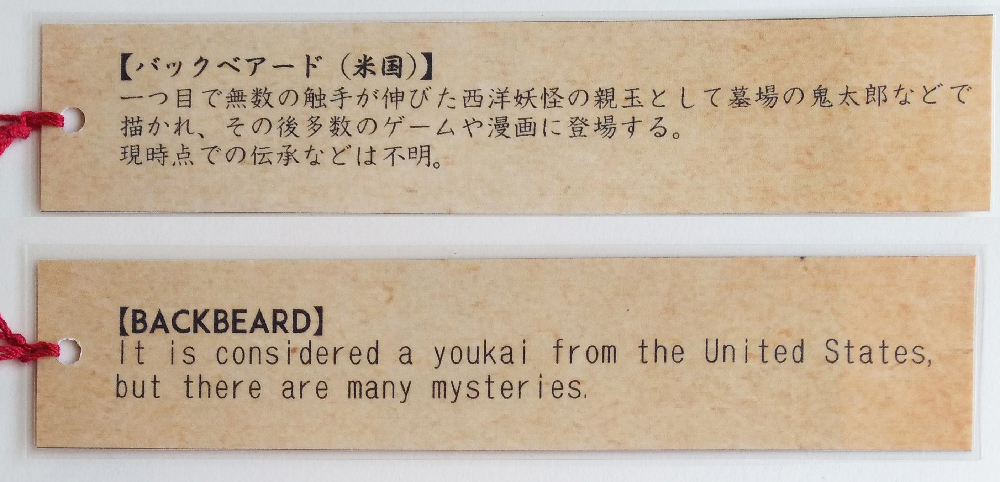 【バックベアード（米国）】
一つ目で無数の触手が伸びた西洋妖怪の親玉として墓場の鬼太郎などで
描かれ、その後多数のゲームや漫画に登場する。
現時点での伝承などは不明。
【BACKBEARD】
It is considered a youkai from the United States,
but there are many mysteries.